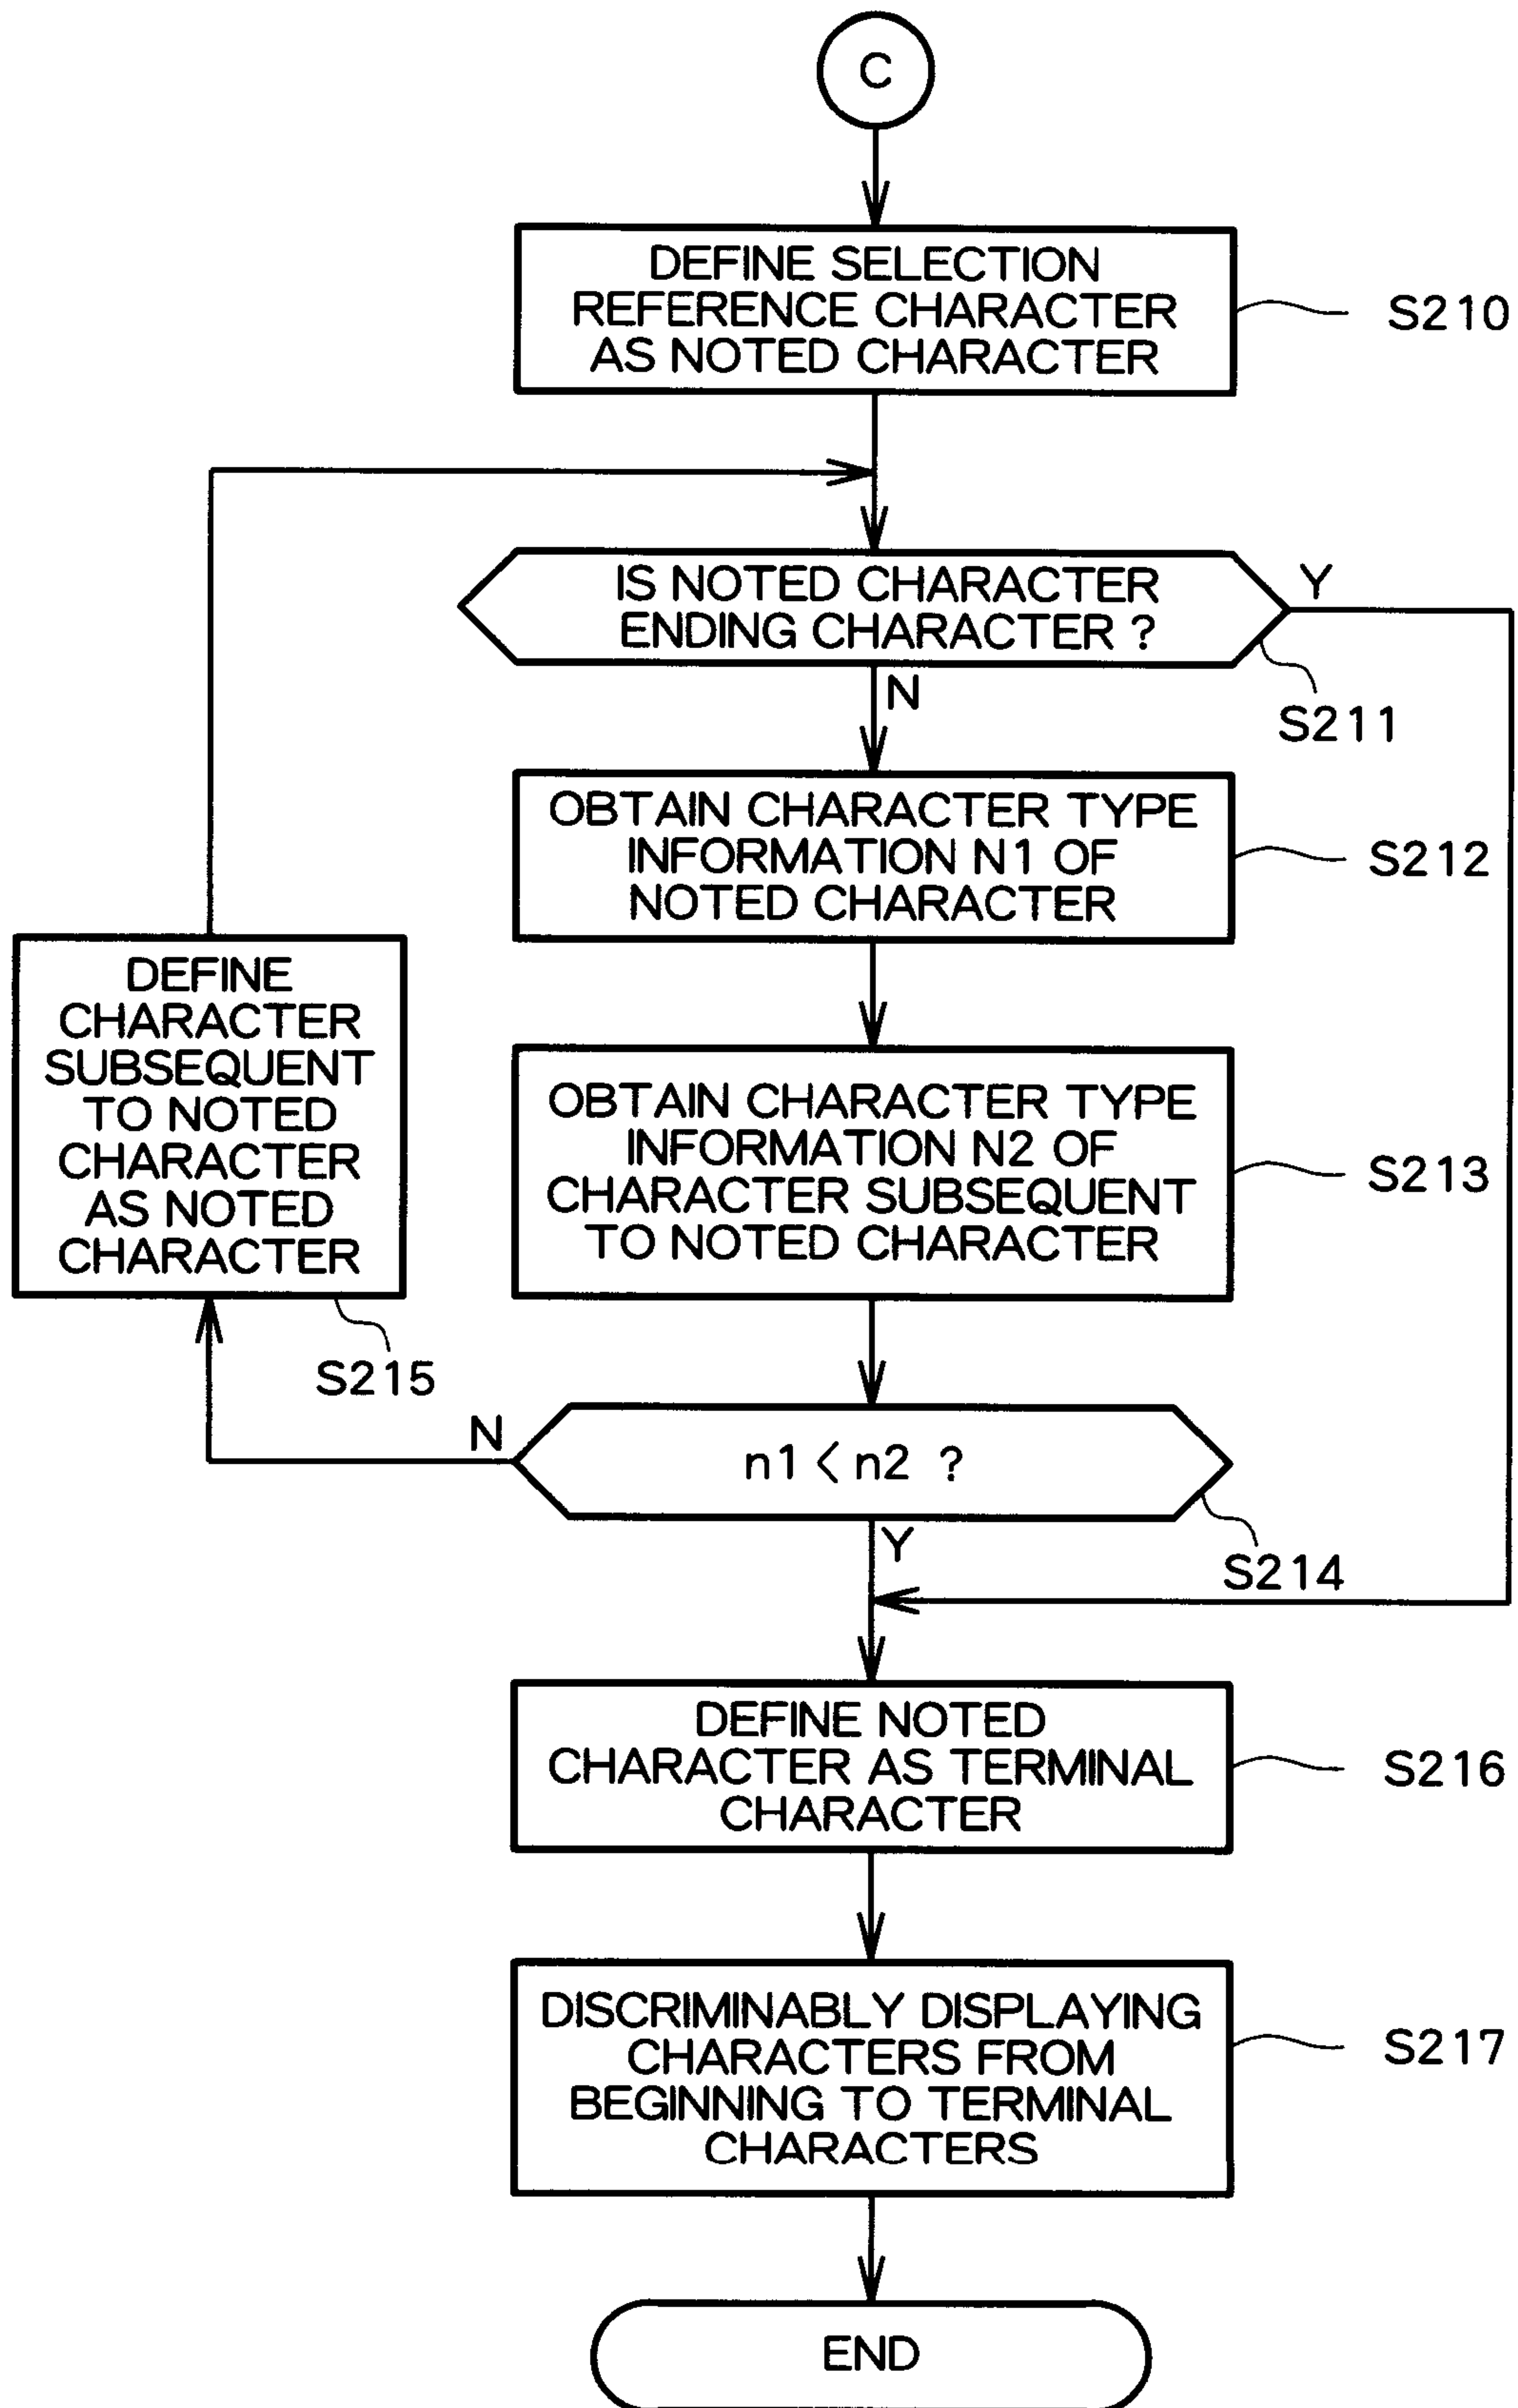 C
DEFINE SELECTION
REFERENCE CHARACTER
AS NOTED CHARACTER
S210
IS NOTED CHARACTER
ENDING CHARACTER ?
Y
S211
N
OBTAIN CHARACTER TYPE
INFORMATION N1 OF
NOTED CHARACTER
S212
DEFINE
CHARACTER
SUBSEQUENT
TO NOTED
CHARACTER
AS NOTED
CHARACTER
S215
OBTAIN CHARACTER TYPE
INFORMATION N2 OF
CHARACTER SUBSEQUENT
TO NOTED CHARACTER
S213
N
n1 < n2 ?
Y
S214
DEFINE NOTED
CHARACTER AS TERMINAL
CHARACTER
S216
DISCRIMINABLY DISPLAYING
CHARACTERS FROM
BEGINNING TO TERMINAL
CHARACTERS
S217
END